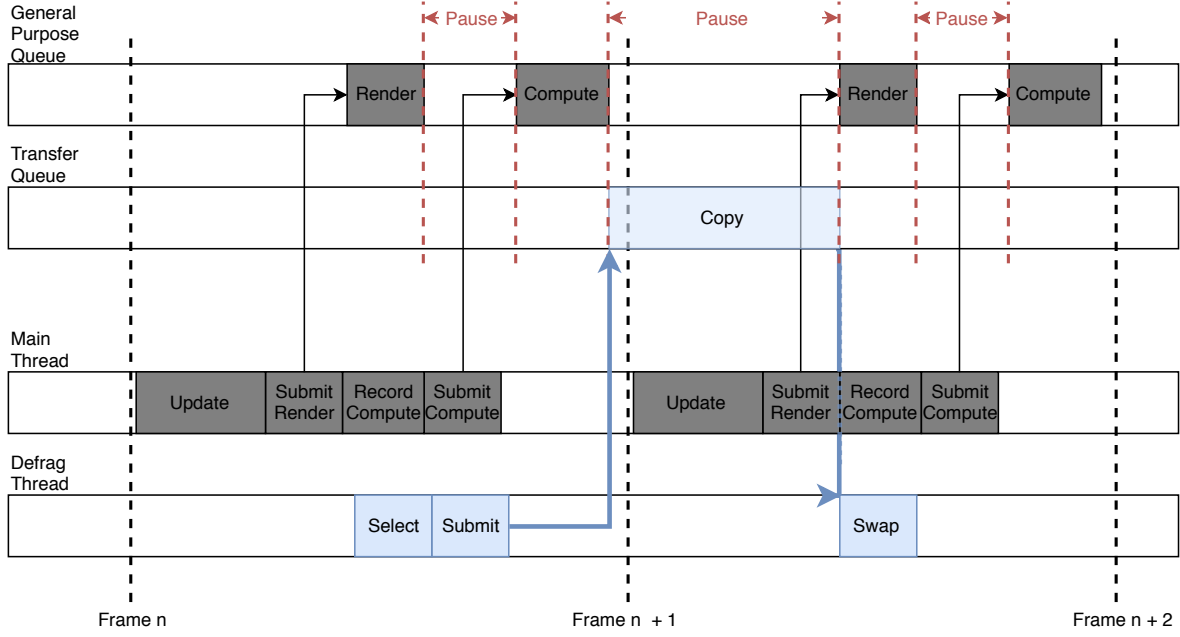 General
Purpose
Queue
Pause
Pause
Pause
Render
Compute
Render
Compute
Transfer
Queue
Copy
Main
Thread
Update
Submit
Render
Record
Compute
Submit
Compute
Update
Submit
Render
Record
Compute
Submit
Compute
Defrag
Thread
Select
Submit
Swap
Frame n
Frame n + 1
Frame n + 2